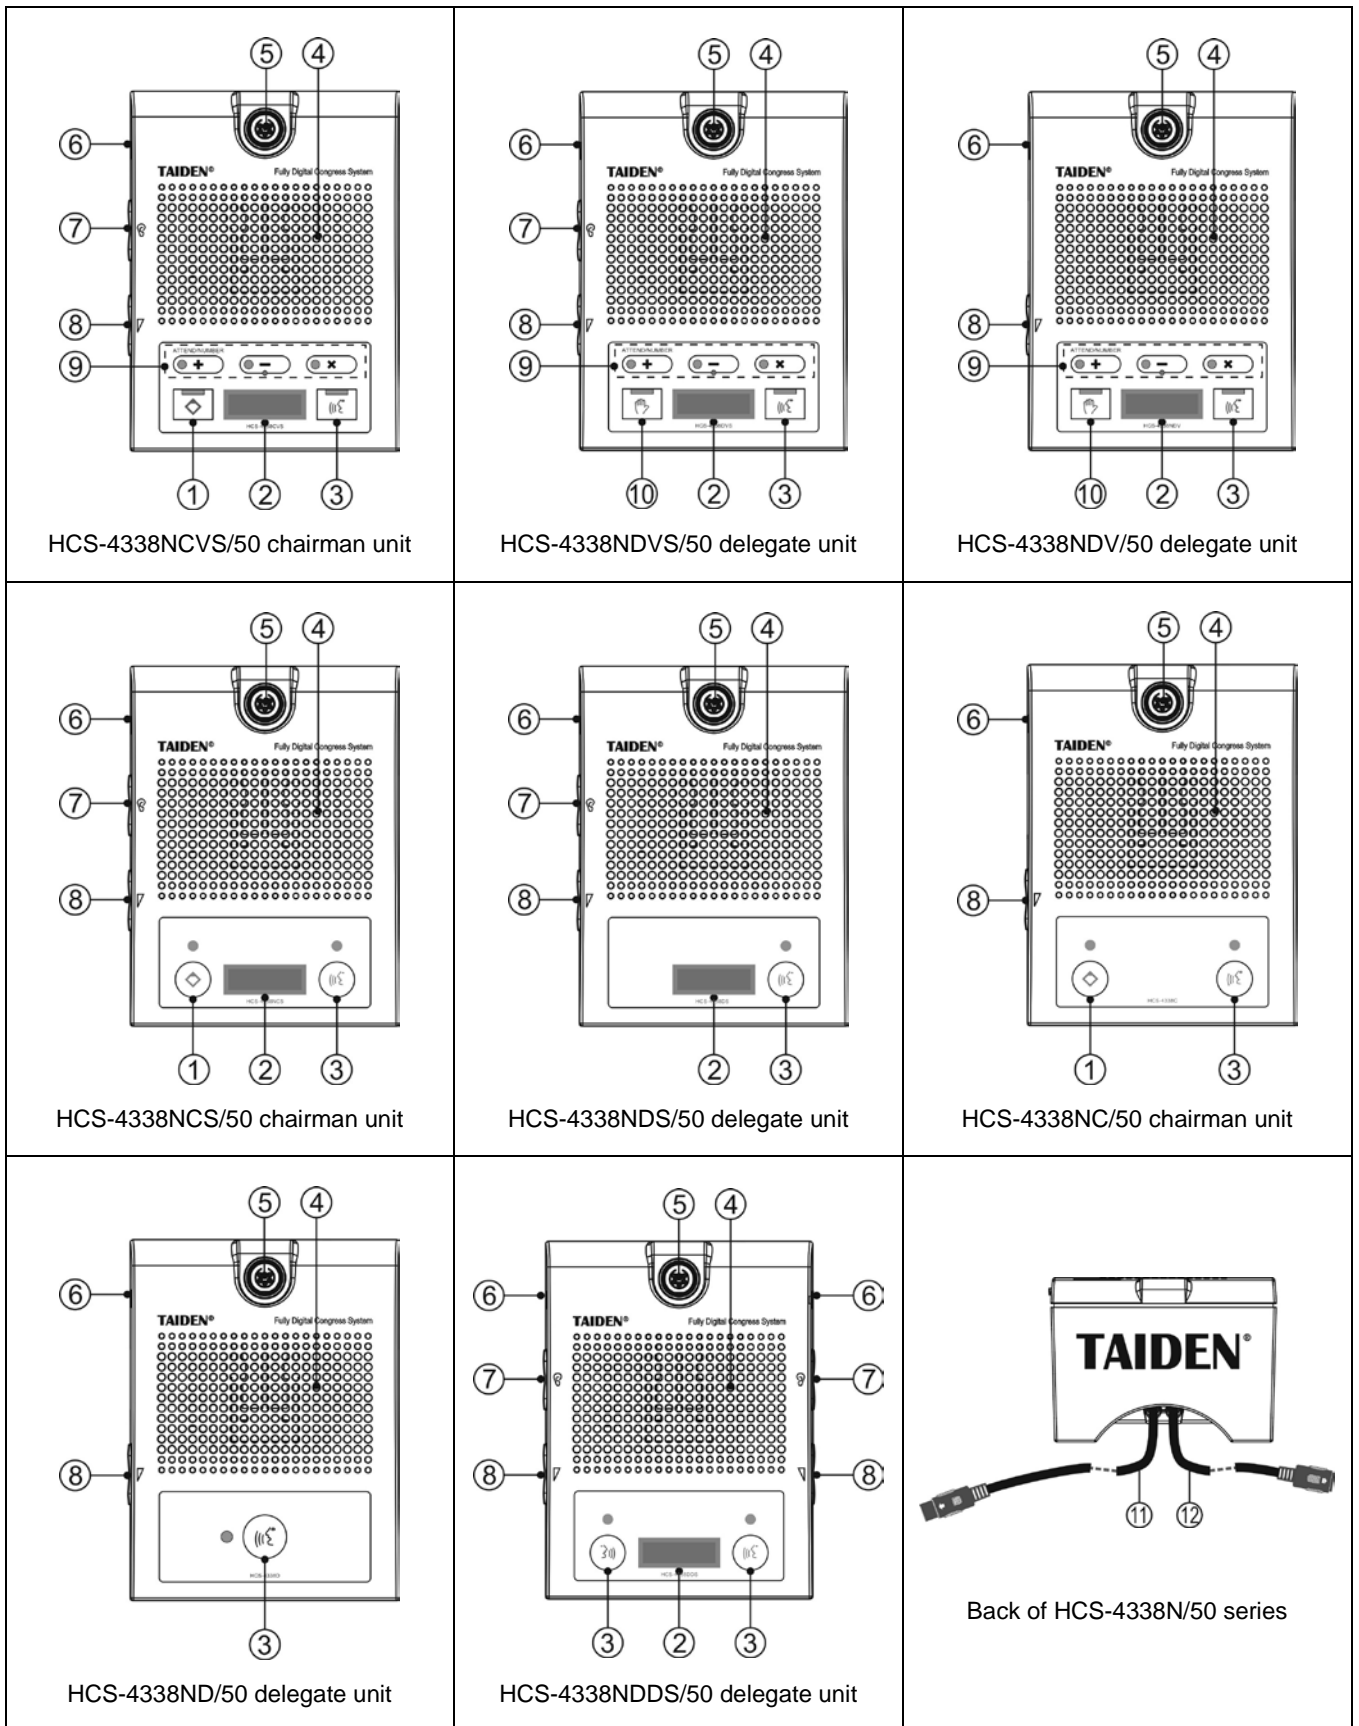 ⑤ ④
⑥
TAIDEN® Fully Digital Congress System
⑦
⑧
ATTEND/NUMBER
⑨ + − ×
① ② ③
HCS-4338NCVS/50 chairman unit
⑤ ④
⑥
TAIDEN® Fully Digital Congress System
⑦
⑧
ATTEND/NUMBER
⑨ + − ×
⑩ ② ③
HCS-4338NDVS/50 delegate unit
⑤ ④
⑥
TAIDEN® Fully Digital Congress System
⑧
ATTEND/NUMBER
⑨ + − ×
⑩ ② ③
HCS-4338NDV/50 delegate unit
⑤ ④
⑥
TAIDEN® Fully Digital Congress System
⑦
⑧
① ② ③
HCS-4338NCS/50 chairman unit
⑤ ④
⑥
TAIDEN® Fully Digital Congress System
⑦
⑧
② ③
HCS-4338NDS/50 delegate unit
⑤ ④
⑥
TAIDEN® Fully Digital Congress System
⑧
HCS-4338C
① ③
HCS-4338NC/50 chairman unit
⑤ ④
⑥
TAIDEN® Fully Digital Congress System
⑧
③
HCS-4338ND/50 delegate unit
⑤ ④
⑥ ⑥
TAIDEN® Fully Digital Congress System
⑦ ⑦
⑧ ⑧
③ ② ③
HCS-4338NDDS/50 delegate unit
TAIDEN®
⑪ ⑫
Back of HCS-4338N/50 series